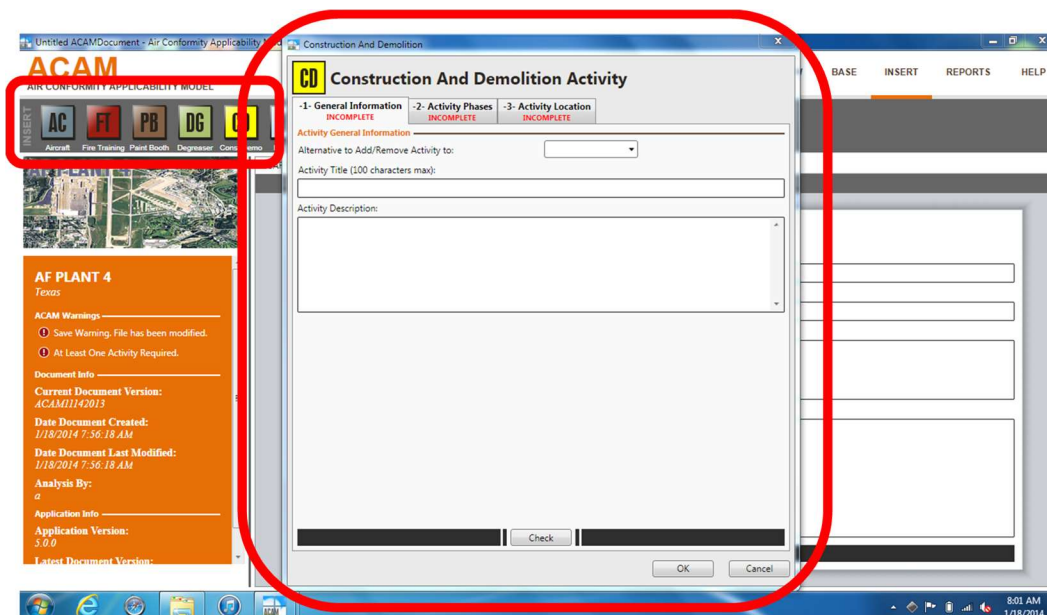 Untitled ACAMDocument - Air Conformity Applicability
Construction And Demolition
ACAM
AIR CONFORMITY APPLICABILITY MODEL
BASE INSERT REPORTS HELP
INSERT
AC FT PB DG CD
Aircraft Fire Training Paint Booth Degreaser
CD Construction And Demolition Activity
-1- General Information -2- Activity Phases -3- Activity Location
INCOMPLETE INCOMPLETE INCOMPLETE
Activity General Information
Alternative to Add/Remove Activity to:
Activity Title (100 characters max):
Activity Description:
AF PLANT 4
Texas
ACAM Warnings
Save Warning. File has been modified.
At Least One Activity Required.
Document Info
Current Document Version:
ACAM11142013
Date Document Created:
1/18/2014 7:56:18 AM
Date Document Last Modified:
1/18/2014 7:56:18 AM
Analysis By:
a
Application Info
Application Version:
5.0.0
Latest Document Version:
Check
OK Cancel
ACAM
8:01 AM
1/18/2014